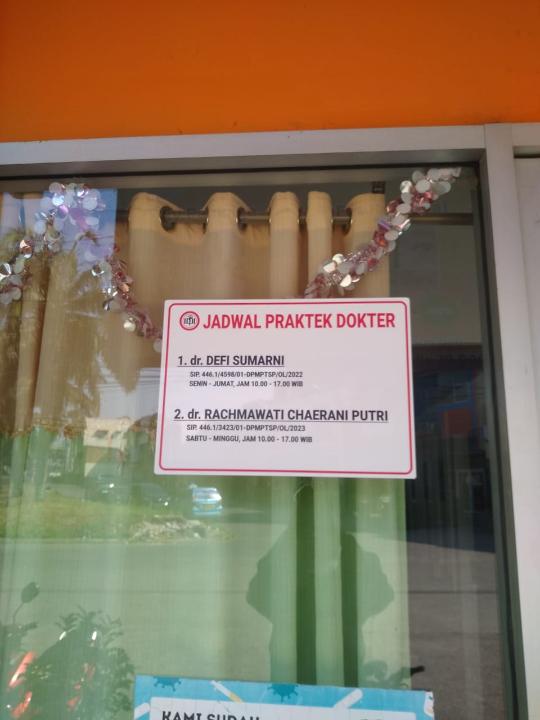 JADWAL PRAKTEK DOKTER
1. dr. DEFI SUMARNI
SIP. 446.1/4598/01-DPMPTSP/OL/2022
SENIN - JUMAT, JAM 10.00 - 17.00 WIB
2. dr. RACHMAWATI CHAERANI PUTRI
SIP. 446.1/3423/01-DPMPTSP/OL/2023
SABTU - MINGGU, JAM 10.00 - 17.00 WIB
KAMI SUDAH